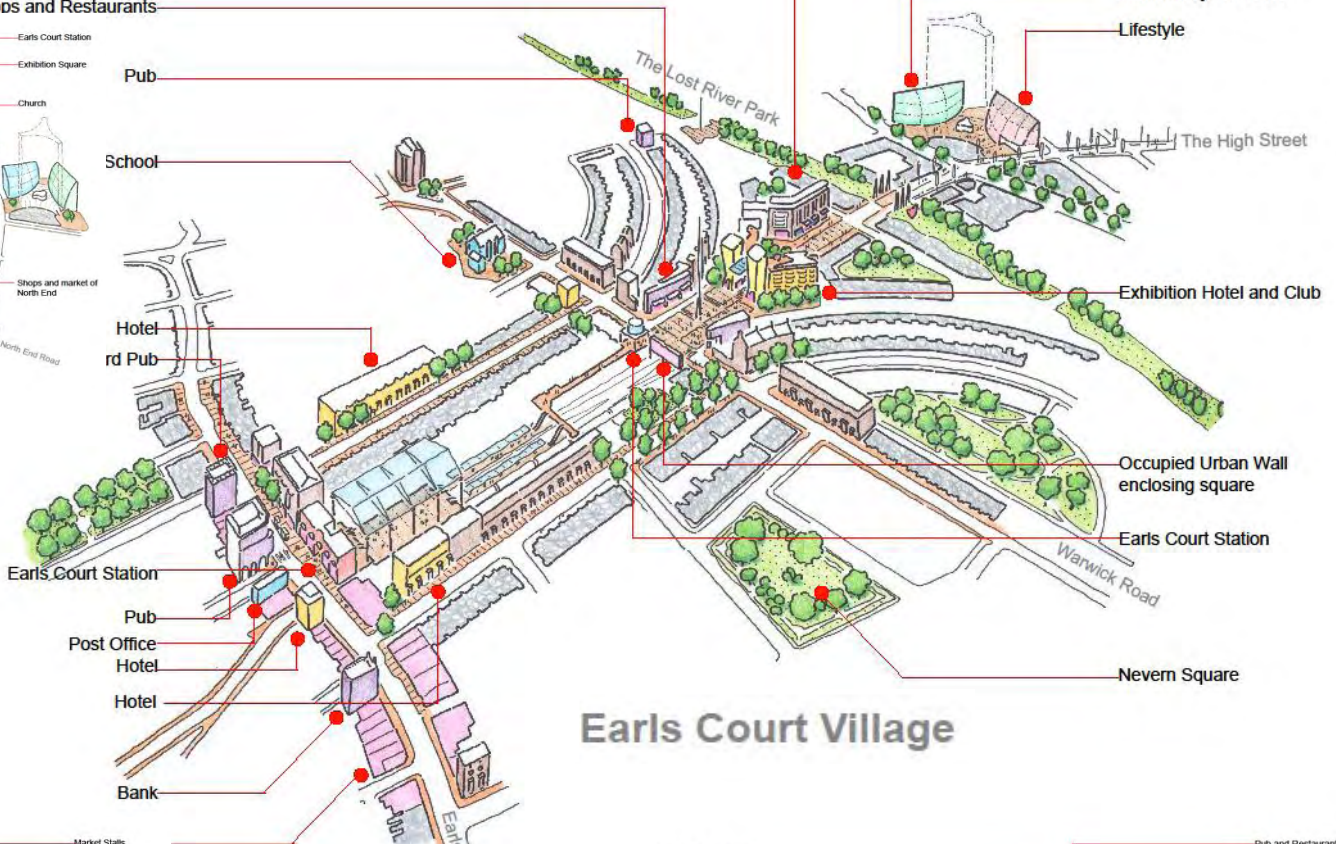 Shops and Restaurants
Earls Court Station
Exhibition Square
Church
Shops and market of
North End
North End Road
Pub
School
Hotel
rd Pub
Earls Court Station
Pub
Post Office
Hotel
Hotel
Bank
Market Stalls
The Lost River Park
Lifestyle
The High Street
Exhibition Hotel and Club
Occupied Urban Wall
enclosing square
Earls Court Station
Warwick Road
Nevern Square
Earls Court Village
Earl
Pub and Restaurant